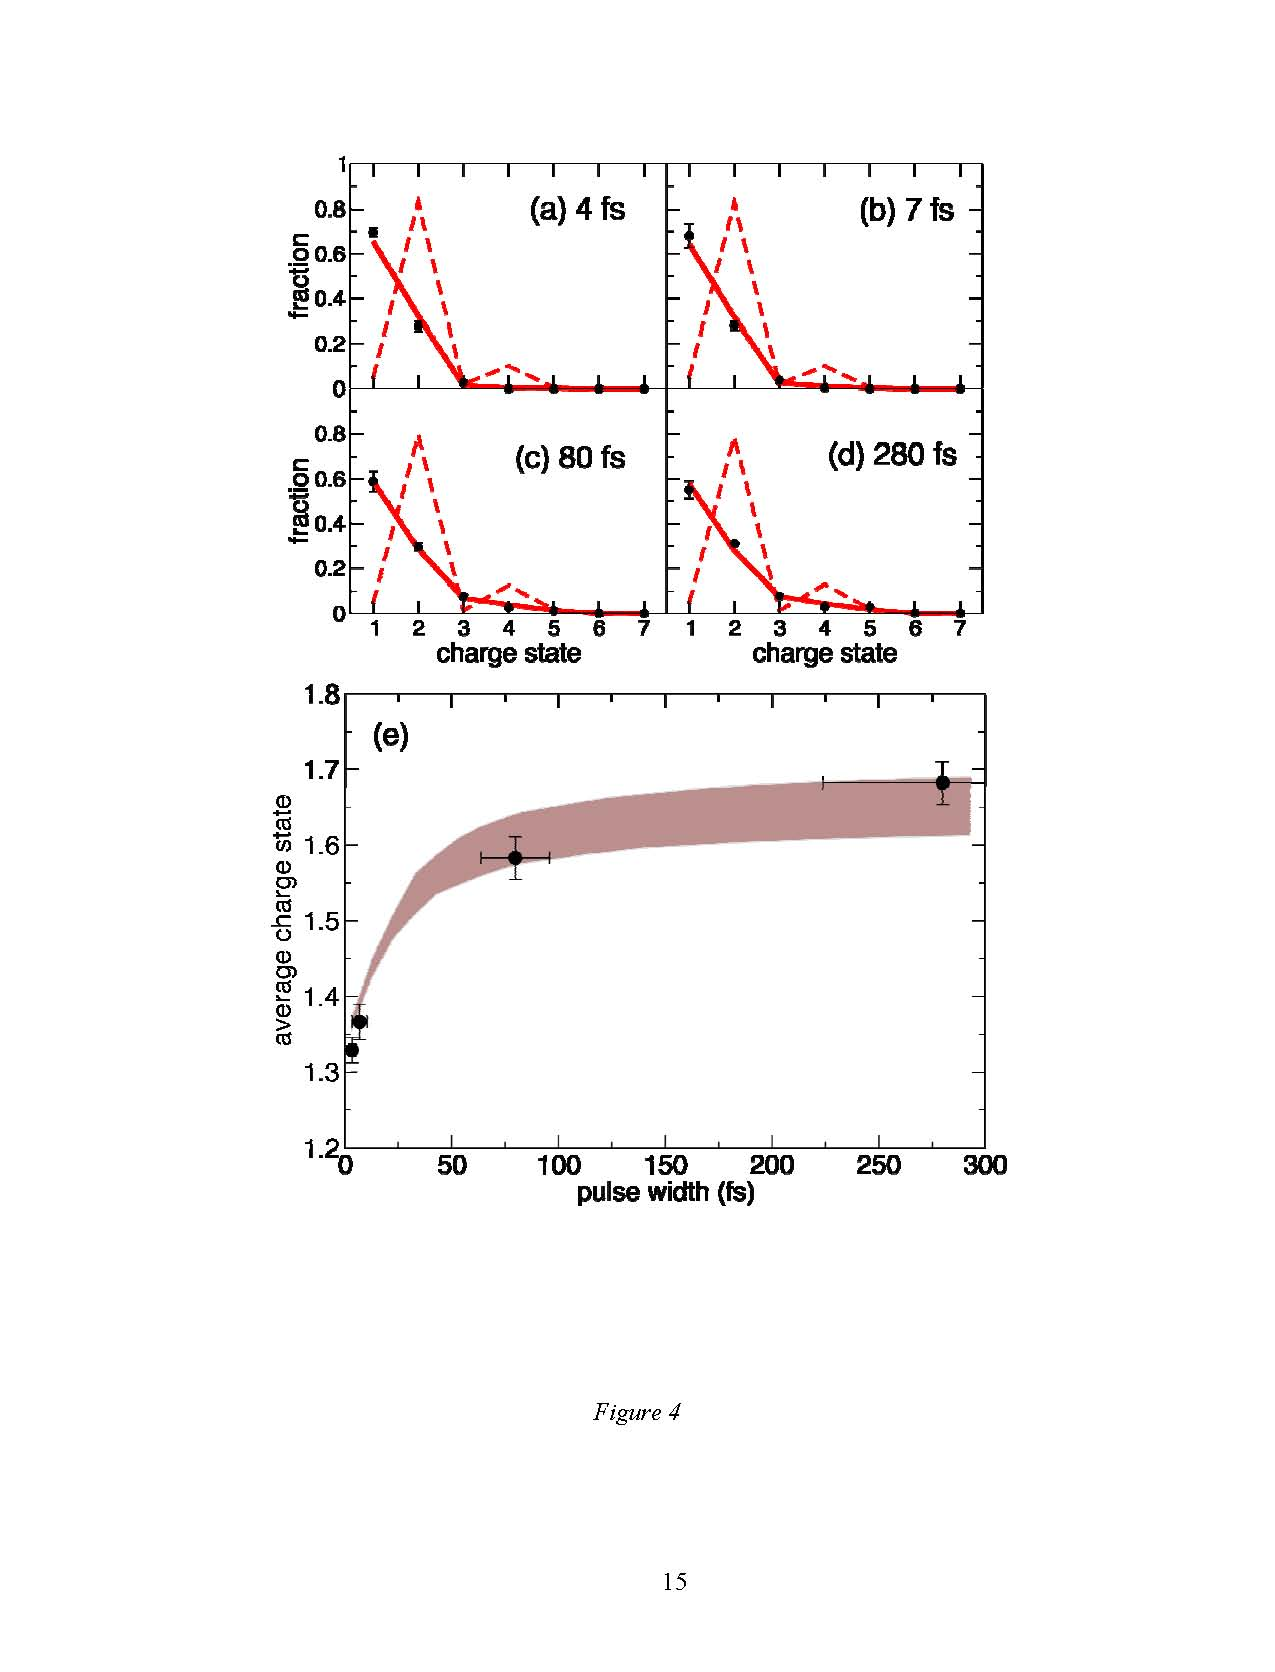 1
0.8
0.6
0.4
0.2
0
fraction
(a) 4 fs
(b) 7 fs
0.8
0.6
0.4
0.2
0
fraction
(c) 80 fs
(d) 280 fs
1 2 3 4 5 6 7
1 2 3 4 5 6 7
charge state
charge state
1.8
1.7
1.6
1.5
1.4
1.3
1.2
average charge state
(e)
0 50 100 150 200 250 300
pulse width (fs)
Figure 4
15